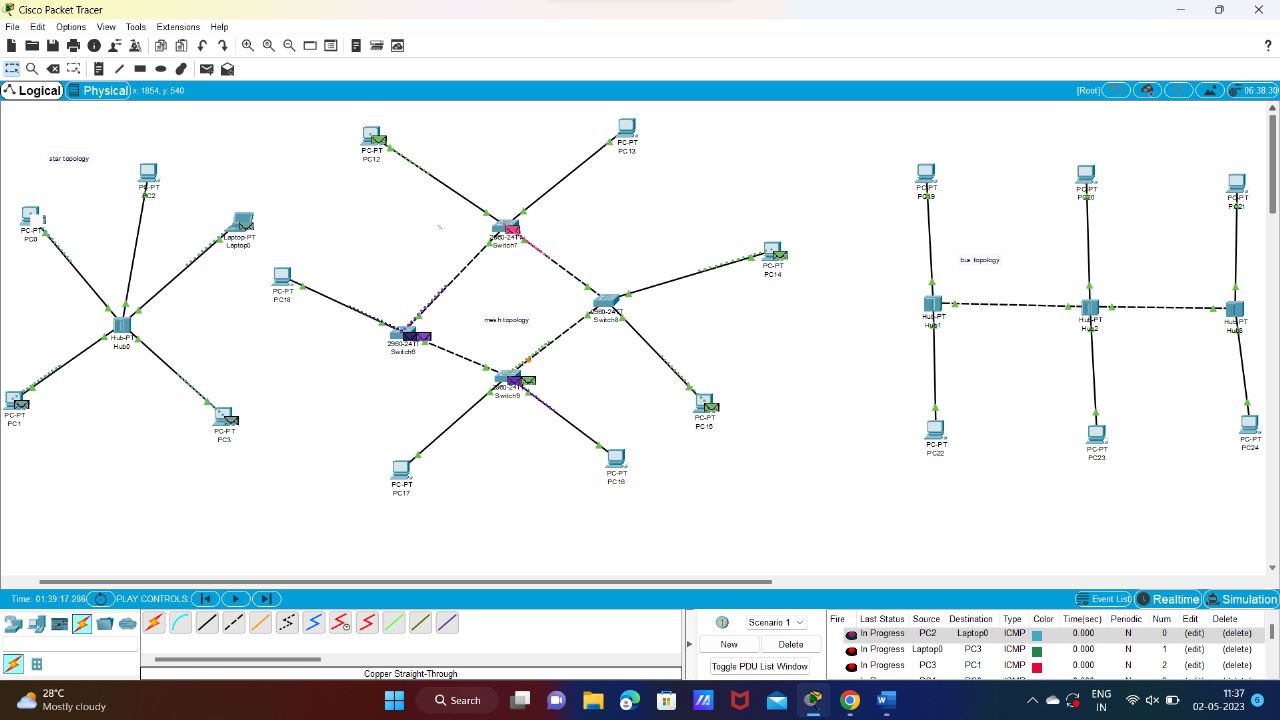 Cisco Packet Tracer
File Edit Options View Tools Extensions Help
?
Logical Physical x: 1854, y: 540 [Root] 06:38:30
star topology
PC-PT
PC2
PC-PT
PC0
Laptop-PT
Laptop0
Hub-PT
Hub0
PC-PT
PC1
PC-PT
PC3
PC-PT
PC12
PC-PT
PC13
2960-24TT
Switch7
PC-PT
PC14
PC-PT
PC18
mesh topology
2960-24TT
Switch8
2960-24TT
Switch6
2960-24TT
Switch9
PC-PT
PC15
PC-PT
PC17
PC-PT
PC16
PC-PT
PC19
PC-PT
PC20
PC-PT
PC21
bus topology
Hub-PT
Hub1
Hub-PT
Hub2
Hub-PT
Hub3
PC-PT
PC22
PC-PT
PC23
PC-PT
PC24
Time: 01:39:17.286 PLAY CONTROLS: Event List Realtime Simulation
Scenario 1
New Delete
Toggle PDU List Window
Fire Last Status Source Destination Type Color Time(sec) Periodic Num Edit Delete
In Progress PC2 Laptop0 ICMP 0.000 N 0 (edit) (delete)
In Progress Laptop0 PC3 ICMP 0.000 N 1 (edit) (delete)
In Progress PC3 PC1 ICMP 0.000 N 2 (edit) (delete)
Copper Straight-Through
28°C
Mostly cloudy
Search
ENG
IN
11:37
02-05-2023
6